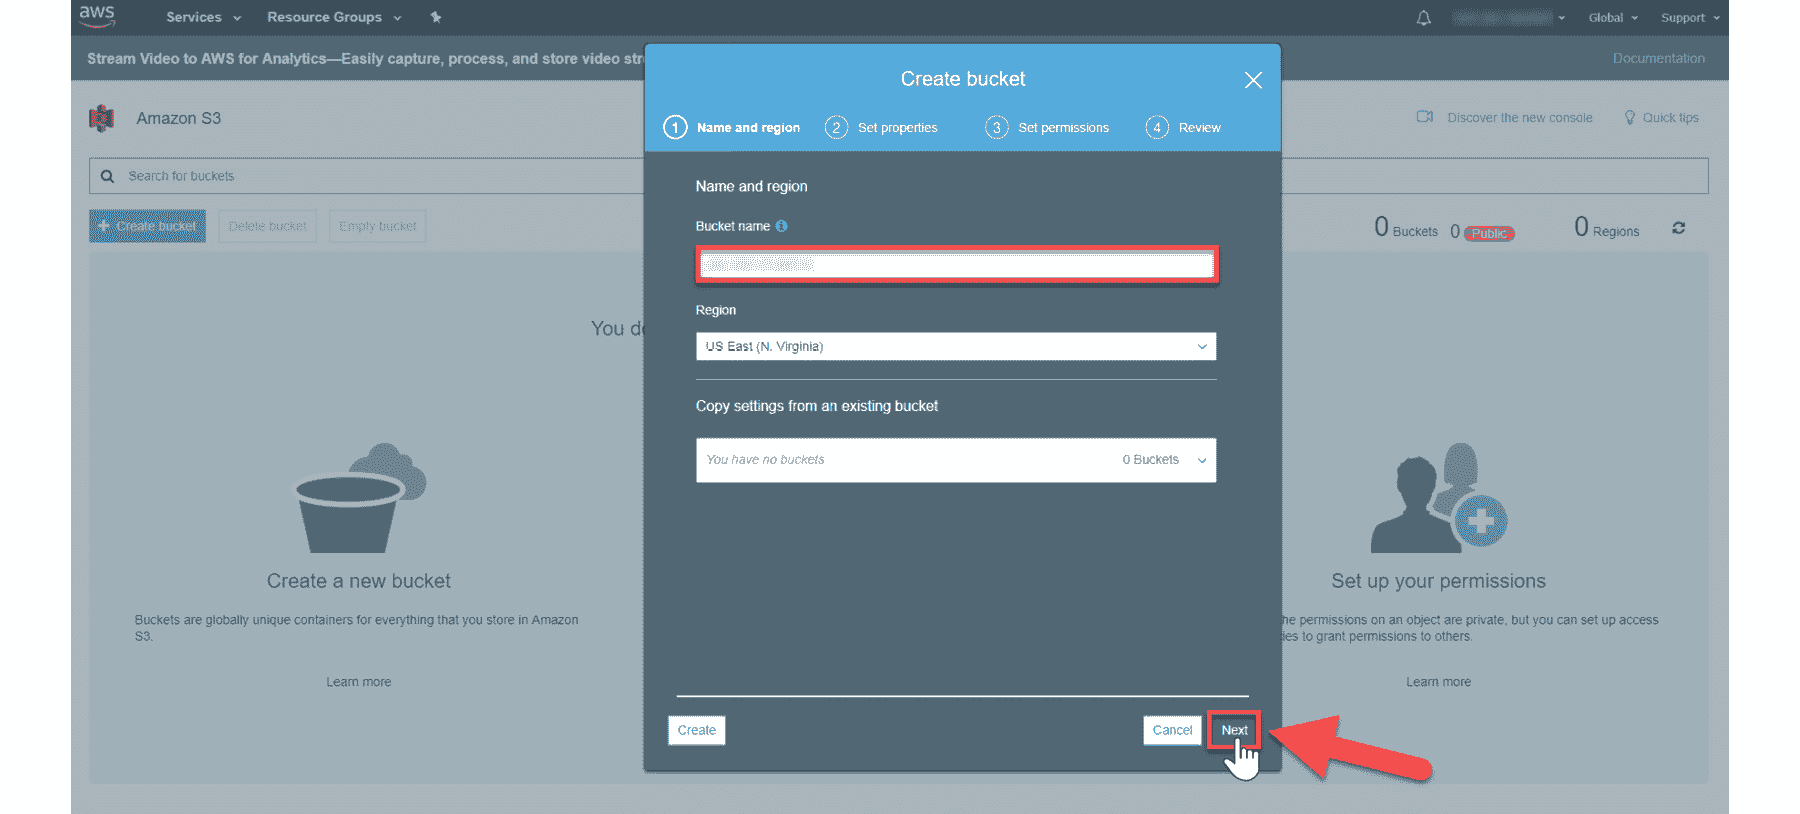 aws
Services
Resource Groups
Global
Support
Stream Video to AWS for Analytics—Easily capture, process, and store video
Documentation
Create bucket
1 Name and region
2 Set properties
3 Set permissions
4 Review
Amazon S3
Discover the new console
Quick tips
Search for buckets
+ Create bucket
Delete bucket
Empty bucket
0 Buckets
0 Public
0 Regions
Name and region
Bucket name
Region
US East (N. Virginia)
Copy settings from an existing bucket
You have no buckets
0 Buckets
You
Create a new bucket
Buckets are globally unique containers for everything that you store in Amazon
S3.
Learn more
Set up your permissions
permissions on an object are private, but you can set up access
to grant permissions to others.
Learn more
Create
Cancel
Next